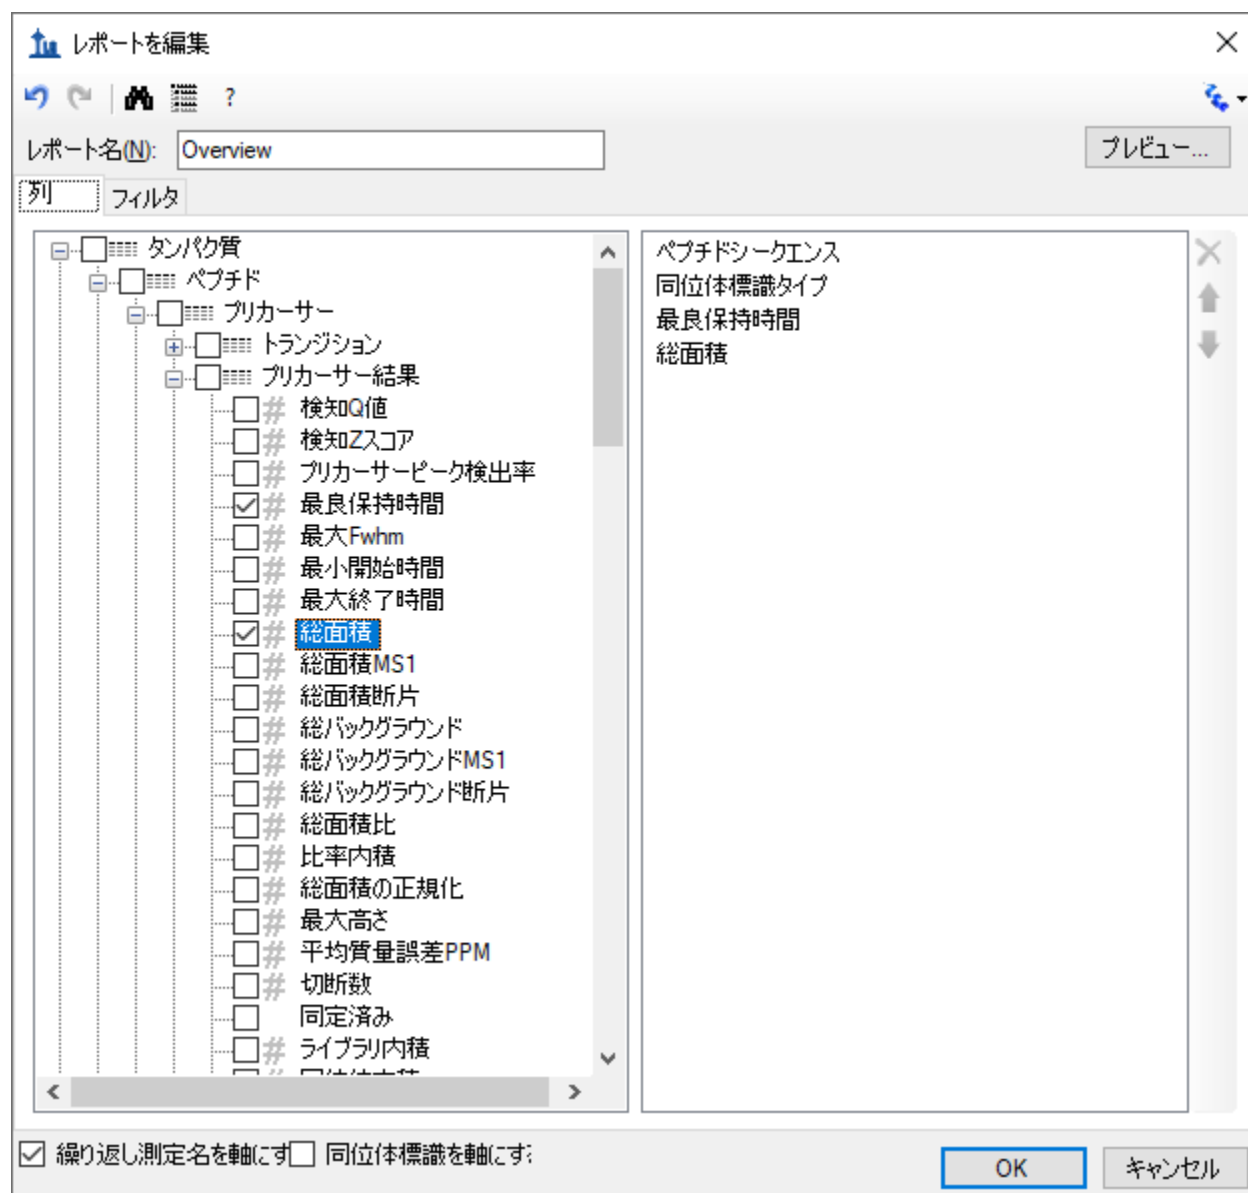 レポートを編集
?
レポート名(N): Overview
プレビュー...
列 フィルタ
タンパク質
ペプチド
プリカーサー
トランジション
プリカーサー結果
検知Q値
検知Zスコア
プリカーサーピーク検出率
最良保持時間
最大Fwhm
最小開始時間
最大終了時間
総面積
総面積MS1
総面積断片
総バックグラウンド
総バックグラウンドMS1
総バックグラウンド断片
総面積比
比率内積
総面積の正規化
最大高さ
平均質量誤差PPM
切断数
同定済み
ライブラリ内積
ペプチドシークエンス
同位体標識タイプ
最良保持時間
総面積
繰り返し測定名を軸にす 同位体標識を軸にす
OK キャンセル